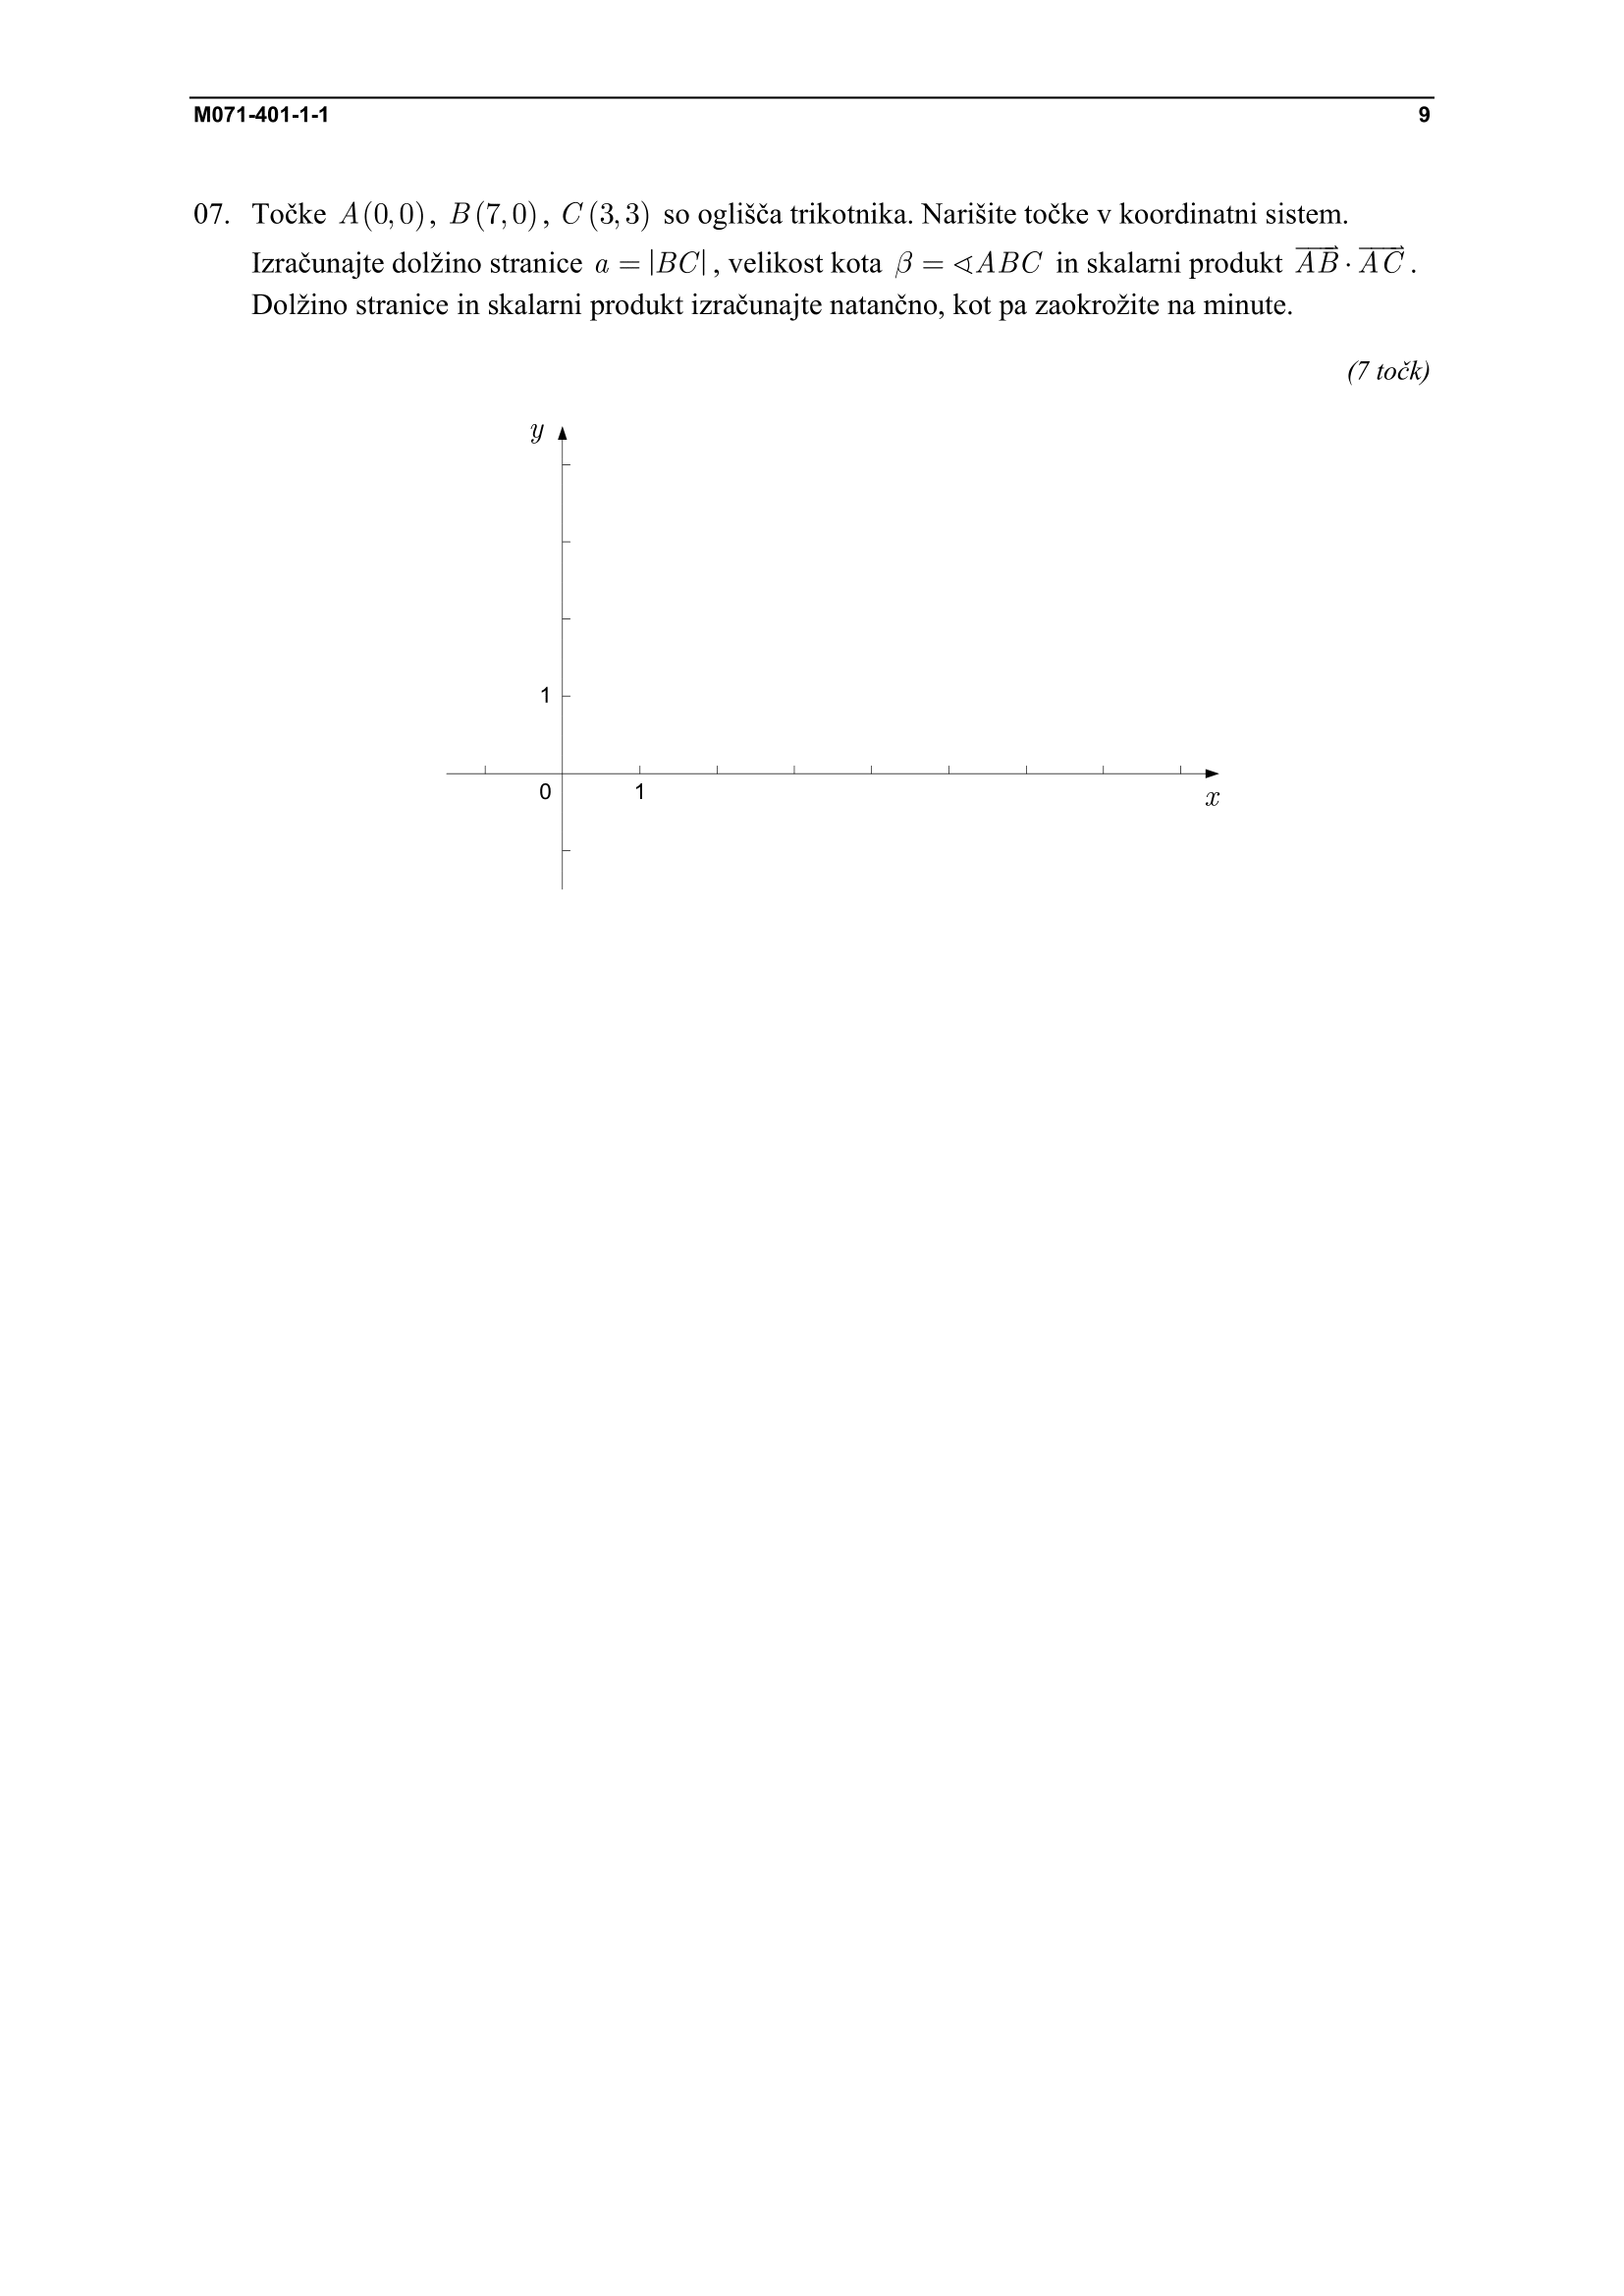 M071-401-1-1 9
07. Točke A(0,0), B(7,0), C(3,3) so oglišča trikotnika. Narišite točke v koordinatni sistem.
Izračunajte dolžino stranice a = |BC|, velikost kota β = ∢ABC in skalarni produkt \overrightarrow{AB} · \overrightarrow{AC}.
Dolžino stranice in skalarni produkt izračunajte natančno, kot pa zaokrožite na minute.
(7 točk)
y
1
0 1
x